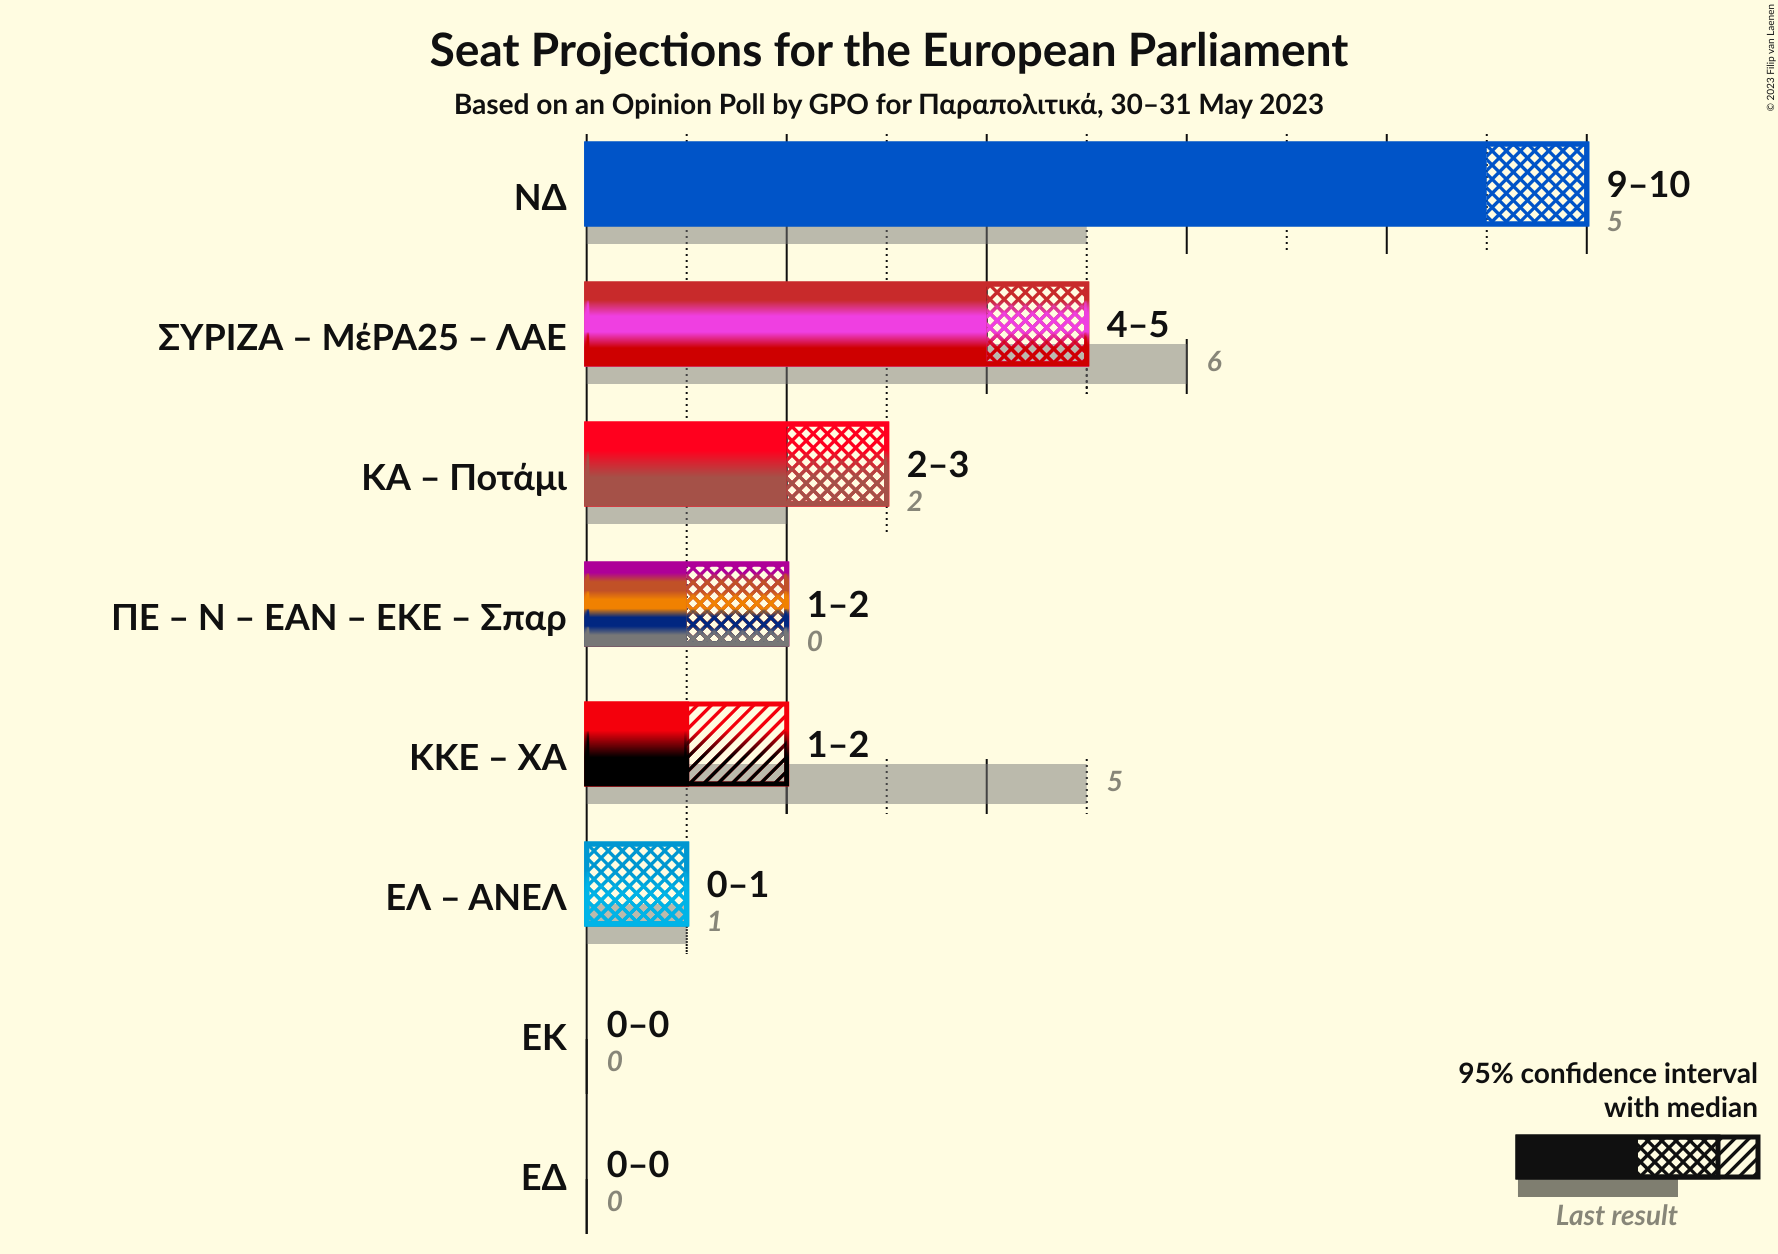 Seat Projections for the European Parliament
Based on an Opinion Poll by GPO for Παραπολιτικά, 30–31 May 2023
© 2023 Filip van Laenen
ΝΔ
9–10
5
ΣΥΡΙΖΑ – ΜέΡΑ25 – ΛΑΕ
4–5
6
ΚΑ – Ποτάμι
2–3
2
ΠΕ – Ν – ΕΑΝ – ΕΚΕ – Σπαρ
1–2
0
ΚΚΕ – ΧΑ
1–2
5
ΕΛ – ΑΝΕΛ
0–1
1
ΕΚ
0–0
0
ΕΔ
0–0
0
95% confidence interval
with median
Last result